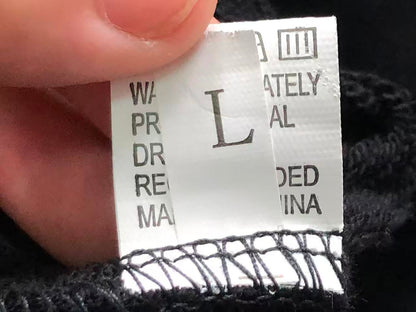 L
WA ATELY
PR AL
DR
RE DED
MA INA